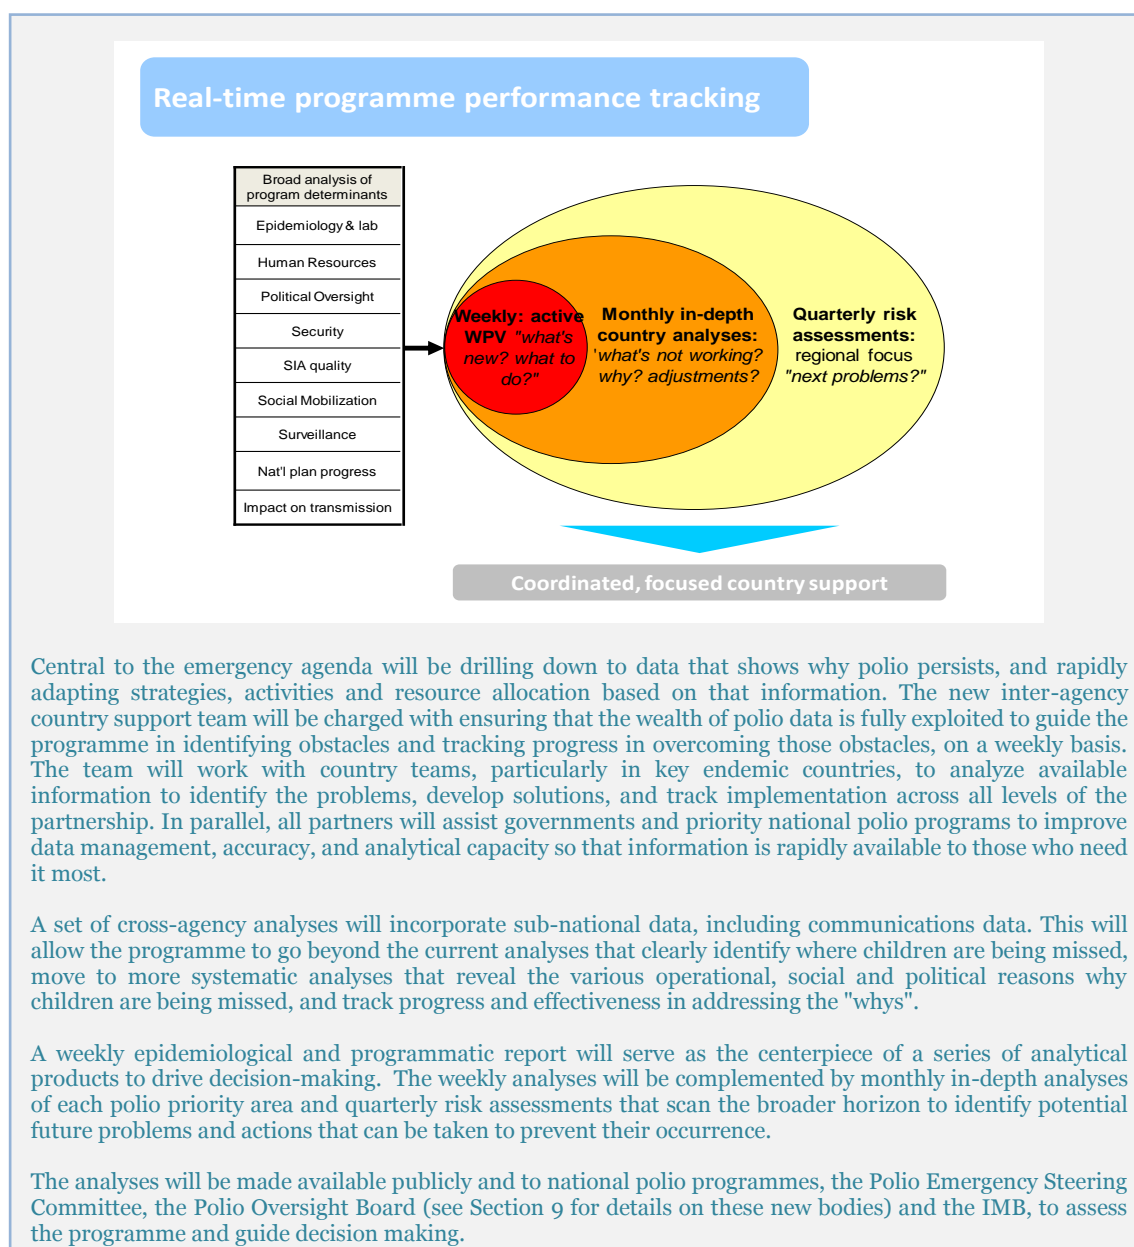 Real-time programme performance tracking
Broad analysis of
program determinants
Epidemiology & lab
Human Resources
Political Oversight
Security
SIA quality
Social Mobilization
Surveillance
Nat'l plan progress
Impact on transmission
Weekly: active
WPV "what's
new? what to
do?"
Monthly in-depth
country analyses:
'what's not working?
why? adjustments?
Quarterly risk
assessments:
regional focus
"next problems?"
Coordinated, focused country support
Central to the emergency agenda will be drilling down to data that shows why polio persists, and rapidly
adapting strategies, activities and resource allocation based on that information. The new inter-agency
country support team will be charged with ensuring that the wealth of polio data is fully exploited to guide the
programme in identifying obstacles and tracking progress in overcoming those obstacles, on a weekly basis.
The team will work with country teams, particularly in key endemic countries, to analyze available
information to identify the problems, develop solutions, and track implementation across all levels of the
partnership. In parallel, all partners will assist governments and priority national polio programs to improve
data management, accuracy, and analytical capacity so that information is rapidly available to those who need
it most.
A set of cross-agency analyses will incorporate sub-national data, including communications data. This will
allow the programme to go beyond the current analyses that clearly identify where children are being missed,
move to more systematic analyses that reveal the various operational, social and political reasons why
children are being missed, and track progress and effectiveness in addressing the "whys".
A weekly epidemiological and programmatic report will serve as the centerpiece of a series of analytical
products to drive decision-making. The weekly analyses will be complemented by monthly in-depth analyses
of each polio priority area and quarterly risk assessments that scan the broader horizon to identify potential
future problems and actions that can be taken to prevent their occurrence.
The analyses will be made available publicly and to national polio programmes, the Polio Emergency Steering
Committee, the Polio Oversight Board (see Section 9 for details on these new bodies) and the IMB, to assess
the programme and guide decision making.